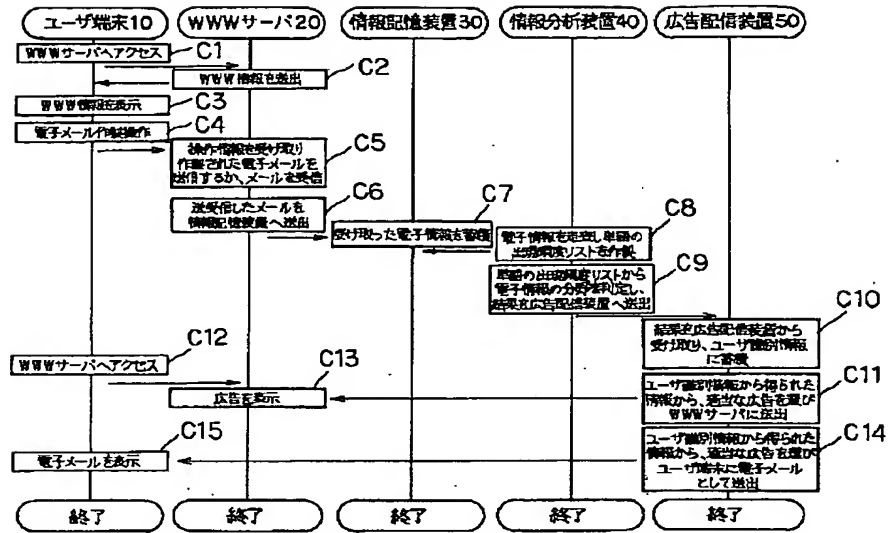 ユーザ端末10
WWWサーバ20
情報記憶装置30
情報分析装置40
広告配信装置50
WWWサーバへアクセス
C1
WWW情報を送出
C2
WWW情報を表示
C3
電子メール作製操作
C4
操作情報を受け取り
作製された電子メールを
送信するか、メールを受信
C5
送受信したメールを
情報記憶装置へ送出
C6
受け取った電子情報を蓄積
C7
電子情報を走査し単語の
出現頻度リストを作製
C8
単語の出現頻度リストから
電子情報の分野を判定し、
結果を広告配送装置へ送出
C9
結果を広告配信装置から
受け取り、ユーザ識別情報
に蓄積
C10
ユーザ識別情報から得られた
情報から、適当な広告を選び
WWWサーバに送出
C11
WWWサーバへアクセス
C12
広告を表示
C13
ユーザ識別情報から得られた
情報から、適当な広告を選び
ユーザ端末に電子メール
として送出
C14
電子メールを表示
C15
終了
終了
終了
終了
終了